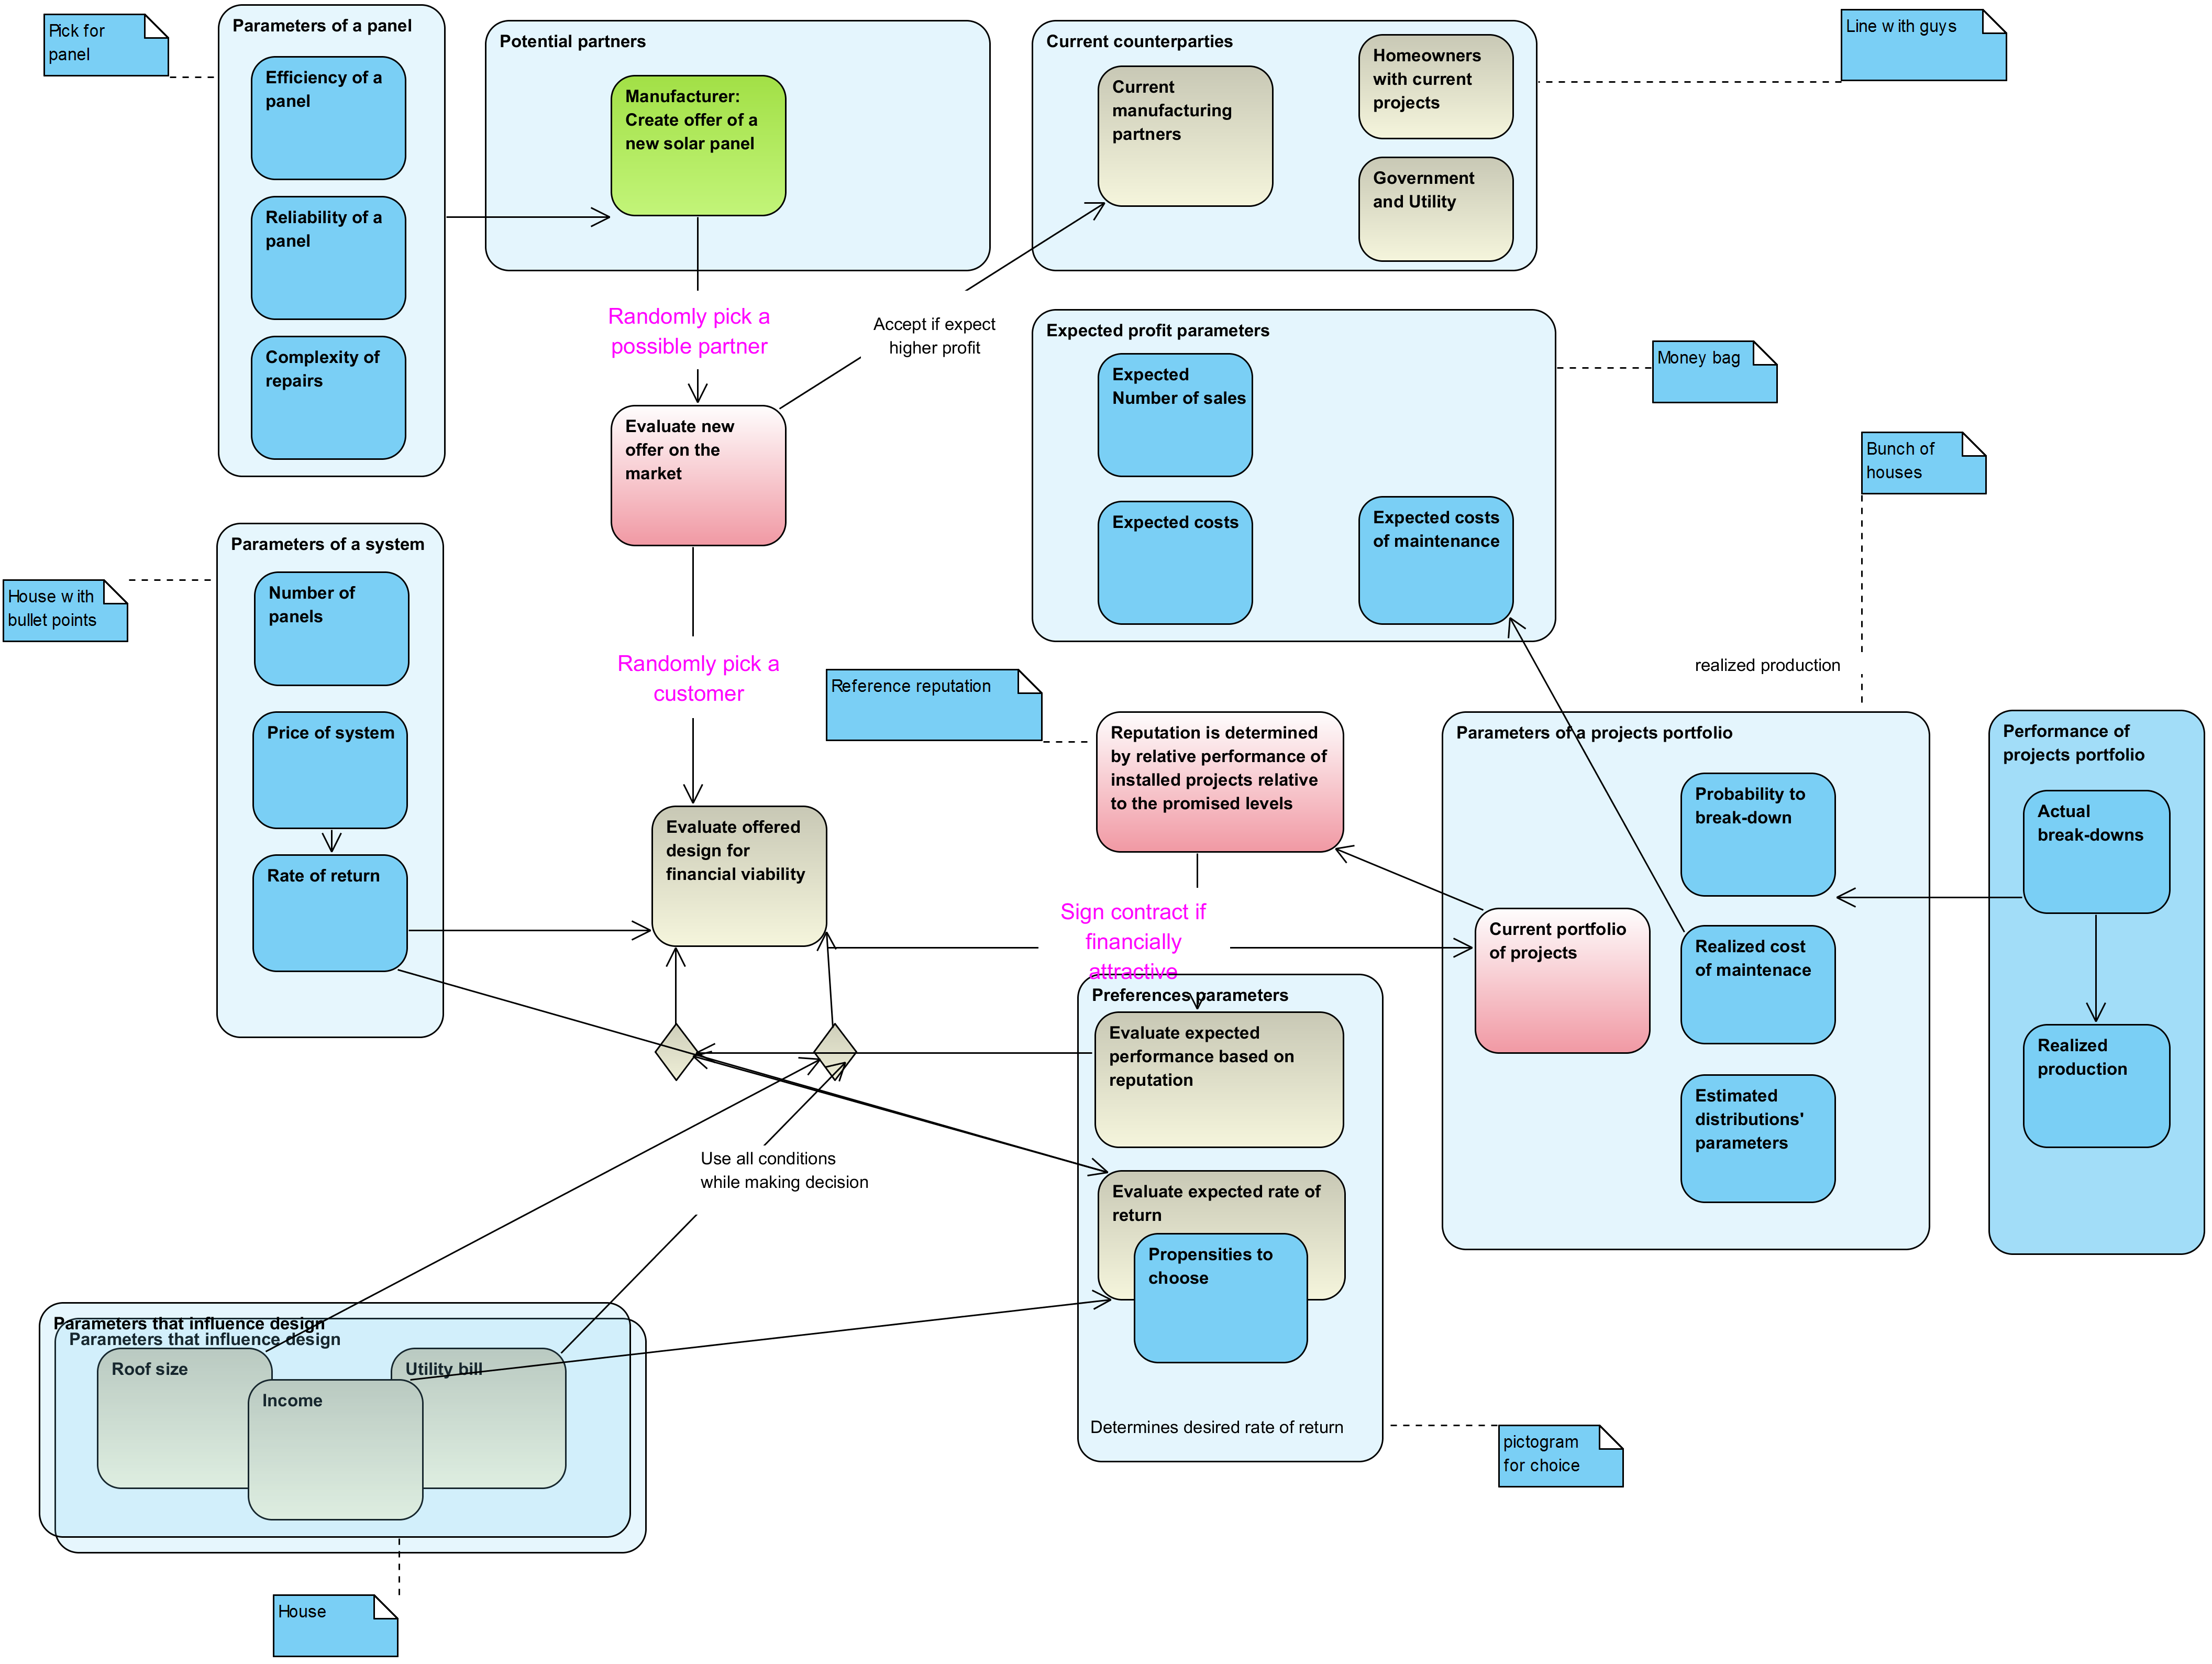 Pick for
panel
Parameters of a panel
Efficiency of a
panel
Reliability of a
panel
Complexity of
repairs
Potential partners
Manufacturer:
Create offer of a
new solar panel
Current counterparties
Current
manufacturing
partners
Homeowners
with current
projects
Government
and Utility
Line with guys
Randomly pick a
possible partner
Accept if expect
higher profit
Evaluate new
offer on the
market
Expected profit parameters
Expected
Number of sales
Expected costs
Expected costs
of maintenance
Money bag
Bunch of
houses
House with
bullet points
Parameters of a system
Number of
panels
Price of system
Rate of return
Randomly pick a
customer
Reference reputation
Reputation is determined
by relative performance of
installed projects relative
to the promised levels
realized production
Parameters of a projects portfolio
Probability to
break-down
Current portfolio
of projects
Realized cost
of maintenace
Estimated
distributions'
parameters
Performance of
projects portfolio
Actual
break-downs
Realized
production
Evaluate offered
design for
financial viability
Sign contract if
financially
attractive
Preferences parameters
Evaluate expected
performance based on
reputation
Evaluate expected rate of
return
Propensities to
choose
Determines desired rate of return
pictogram
for choice
Use all conditions
while making decision
Parameters that influence design
Parameters that influence design
Roof size
Utility bill
Income
House